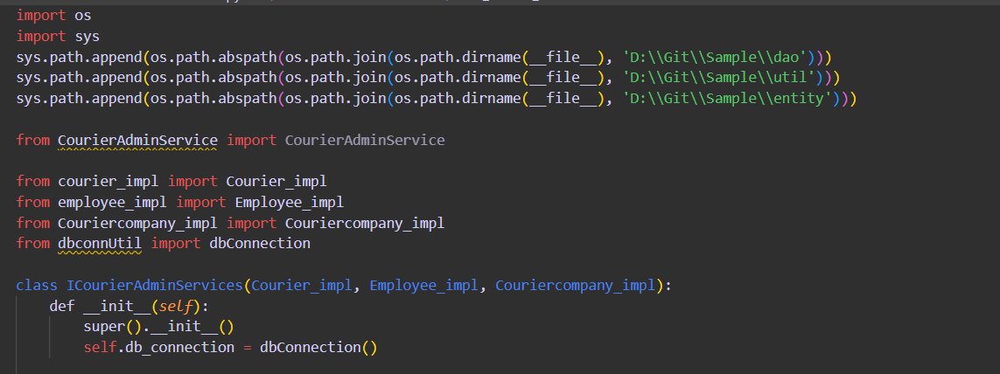 import os
import sys
sys.path.append(os.path.abspath(os.path.join(os.path.dirname(__file__), 'D:\\Git\\Sample\\dao')))
sys.path.append(os.path.abspath(os.path.join(os.path.dirname(__file__), 'D:\\Git\\Sample\\util')))
sys.path.append(os.path.abspath(os.path.join(os.path.dirname(__file__), 'D:\\Git\\Sample\\entity')))
from CourierAdminService import CourierAdminService
from courier_impl import Courier_impl
from employee_impl import Employee_impl
from Couriercompany_impl import Couriercompany_impl
from dbconnUtil import dbConnection
class ICourierAdminServices(Courier_impl, Employee_impl, Couriercompany_impl):
    def __init__(self):
        super().__init__()
        self.db_connection = dbConnection()